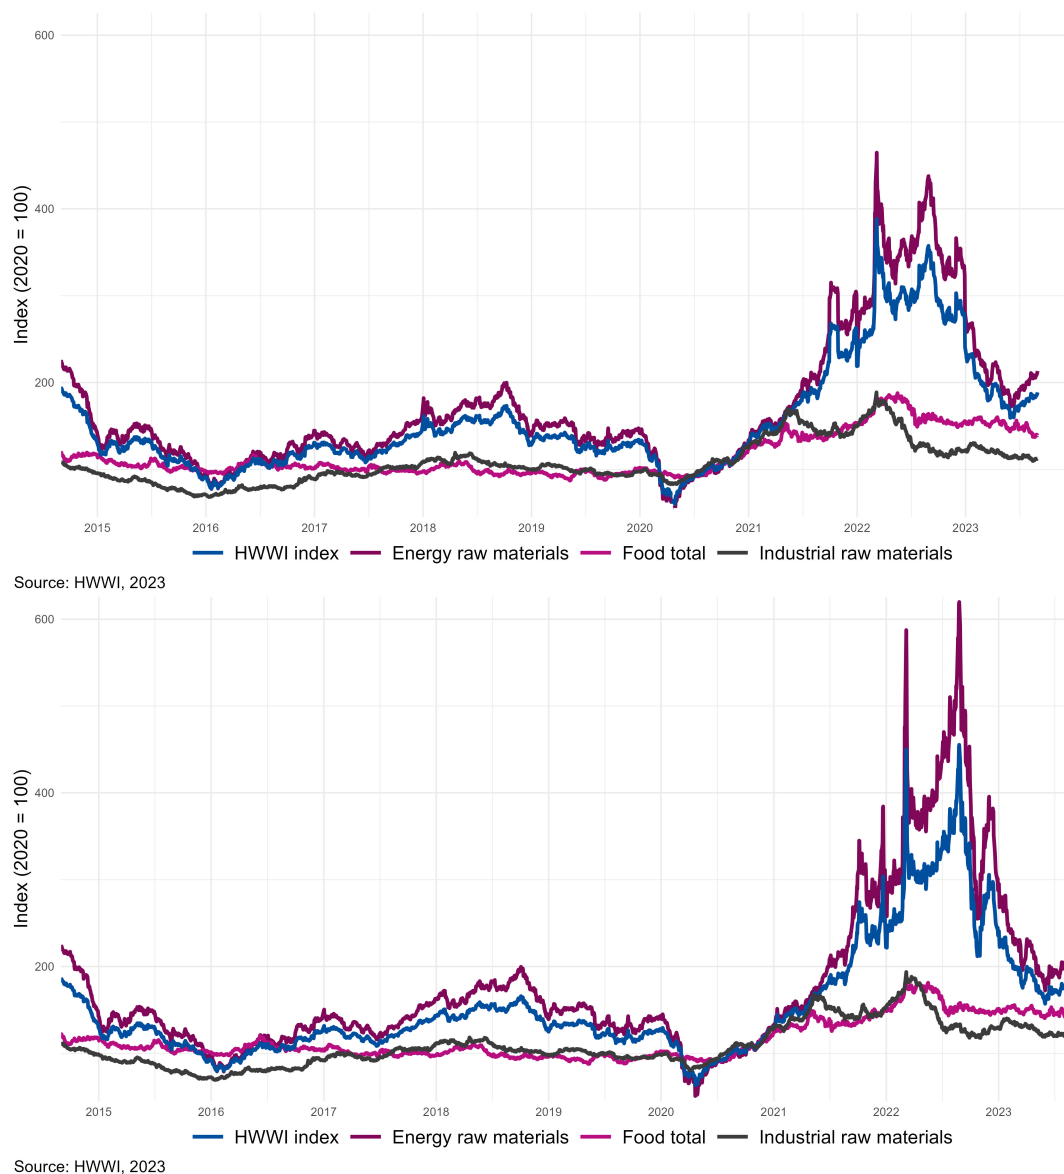 600
400
200
Index (2020 = 100)
2015 2016 2017 2018 2019 2020 2021 2022 2023
HWWI index Energy raw materials Food total Industrial raw materials
Source: HWWI, 2023
600
400
200
Index (2020 = 100)
2015 2016 2017 2018 2019 2020 2021 2022 2023
HWWI index Energy raw materials Food total Industrial raw materials
Source: HWWI, 2023